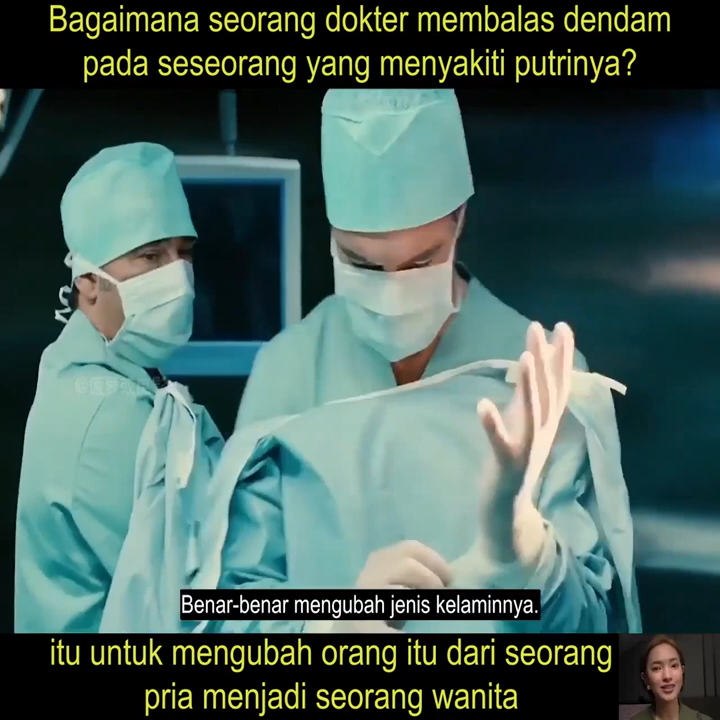 Bagaimana seorang dokter membalas dendam
pada seseorang yang menyakiti putrinya?
Benar-benar mengubah jenis kelaminnya.
itu untuk mengubah orang itu dari seorang
pria menjadi seorang wanita